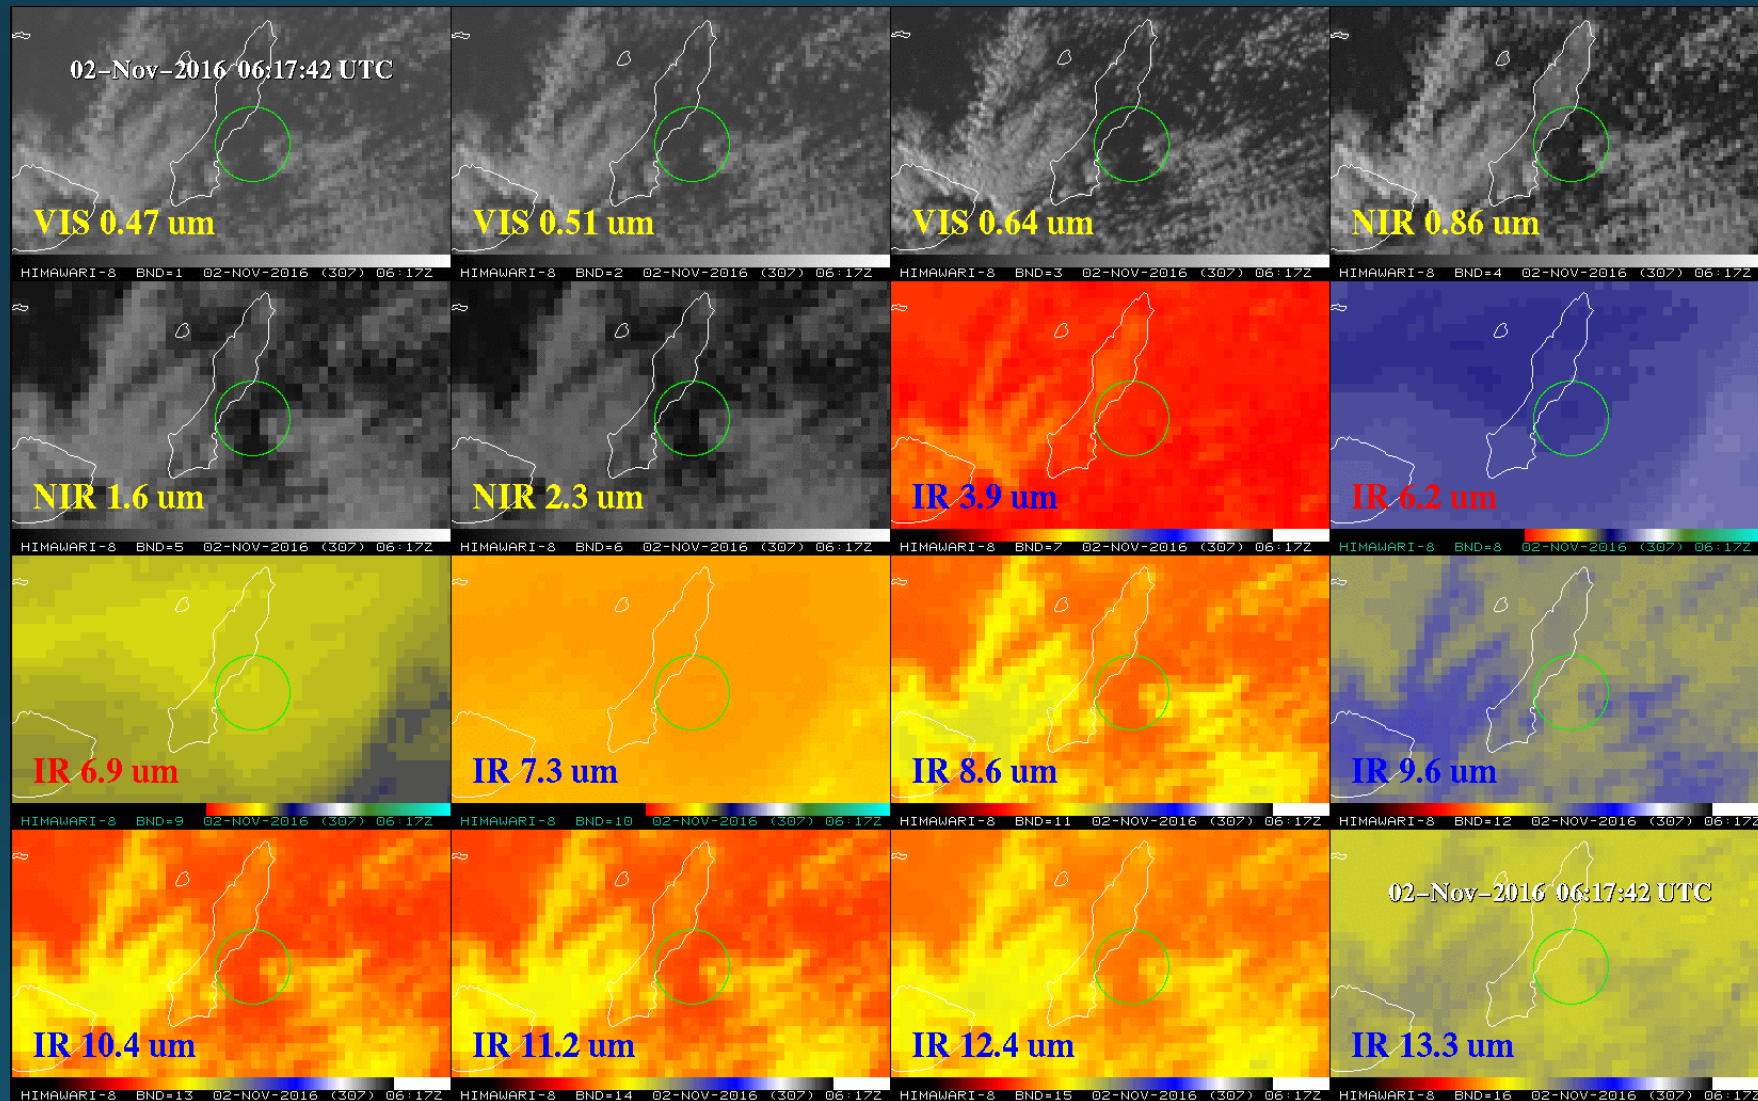 02-Nov-2016 06:17:42 UTC
VIS 0.47 um
VIS 0.51 um
VIS 0.64 um
NIR 0.86 um
HIMAWARI-8 BND=1 02-NOV-2016 (307) 06:17Z
HIMAWARI-8 BND=2 02-NOV-2016 (307) 06:17Z
HIMAWARI-8 BND=3 02-NOV-2016 (307) 06:17Z
HIMAWARI-8 BND=4 02-NOV-2016 (307) 06:17Z
NIR 1.6 um
NIR 2.3 um
IR 3.9 um
IR 6.2 um
HIMAWARI-8 BND=5 02-NOV-2016 (307) 06:17Z
HIMAWARI-8 BND=6 02-NOV-2016 (307) 06:17Z
HIMAWARI-8 BND=7 02-NOV-2016 (307) 06:17Z
HIMAWARI-8 BND=8 02-NOV-2016 (307) 06:17Z
IR 6.9 um
IR 7.3 um
IR 8.6 um
IR 9.6 um
HIMAWARI-8 BND=9 02-NOV-2016 (307) 06:17Z
HIMAWARI-8 BND=10 02-NOV-2016 (307) 06:17Z
HIMAWARI-8 BND=11 02-NOV-2016 (307) 06:17Z
HIMAWARI-8 BND=12 02-NOV-2016 (307) 06:17Z
02-Nov-2016 06:17:42 UTC
IR 10.4 um
IR 11.2 um
IR 12.4 um
IR 13.3 um
HIMAWARI-8 BND=13 02-NOV-2016 (307) 06:17Z
HIMAWARI-8 BND=14 02-NOV-2016 (307) 06:17Z
HIMAWARI-8 BND=15 02-NOV-2016 (307) 06:17Z
HIMAWARI-8 BND=16 02-NOV-2016 (307) 06:17Z